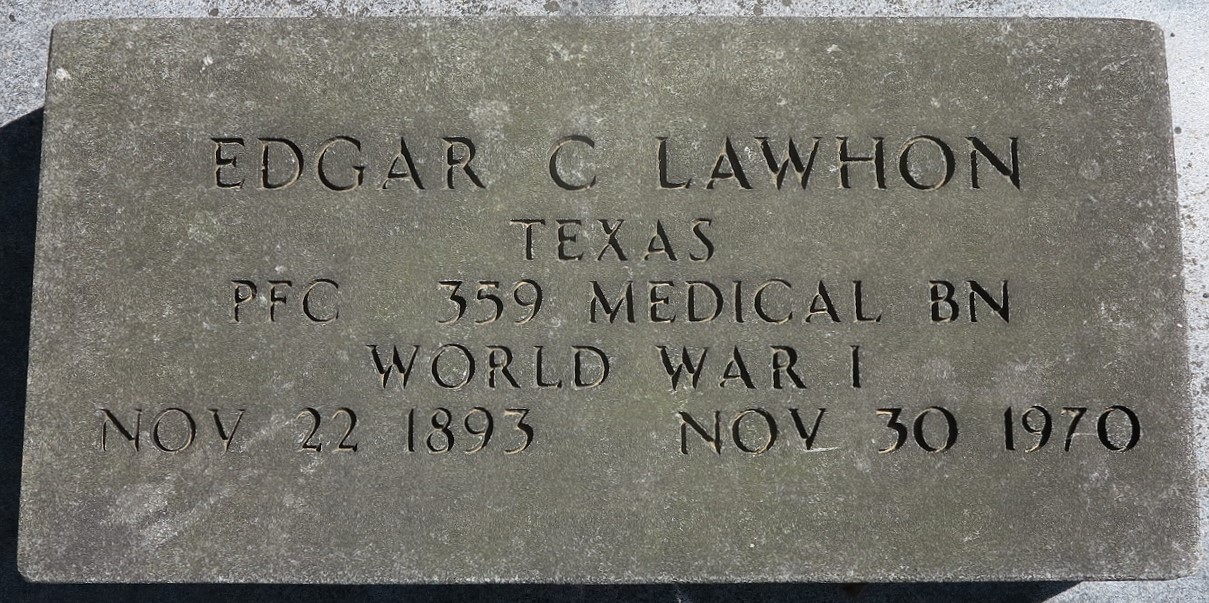 EDGAR C LAWHON
TEXAS
PFC 359 MEDICAL BN
WORLD WAR I
NOV 22 1893 NOV 30 1970